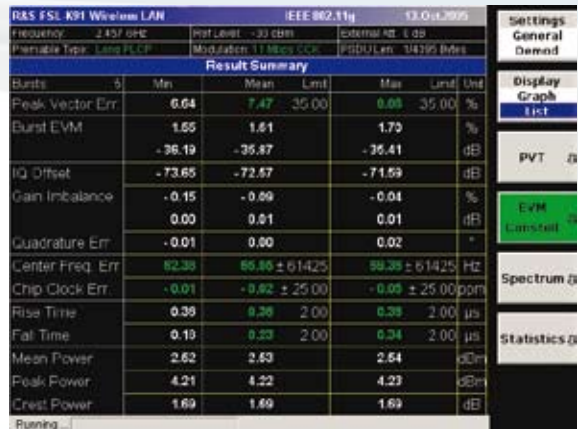 R&S FSL-K91 Wireless LAN IEEE 802.11g 13.Oct.2005
Frequency: 2.457 GHz Ref Level: -30 dBm External Att: 0 dB
Preamble Type: Long PLCP Modulation: 11 Mbps CCK PSDU Len: 1/4395 Bytes
Result Summary
Bursts 5 Min Mean Limit Max Limit Unit
Peak Vector Err. 6.64 7.47 35.00 35.00 %
Burst EVM 1.55 1.61 1.70 %
-36.19 -35.87 -35.41 dB
IQ Offset -73.65 -72.57 -71.59 dB
Gain Imbalance -0.15 -0.09 -0.04 %
0.00 0.01 0.01 dB
Quadrature Err -0.01 0.00 0.02 °
Center Freq. Err ± 61425 ± 61425 Hz
Chip Clock Err. -0.01 -0.02 ± 25.00 ± 25.00 ppm
Rise Time 0.36 0.36 2.00 2.00 µs
Fall Time 0.23 2.00 0.34 2.00 µs
Mean Power 2.52 2.53 2.54 dBm
Peak Power 4.21 4.22 4.23 dBm
Crest Power 1.69 1.69 1.69 dB
Running ...
Settings
General
Demod
Display
Graph
List
PVT
EVM
Constell
Spectrum
Statistics